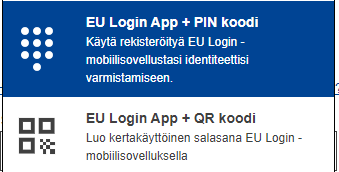 EU Login App + PIN koodi
Käytä rekisteröityä EU Login -
mobiilisovellustasi identiteettisi
varmistamiseen.
EU Login App + QR koodi
Luo kertakäyttöinen salasana EU Login -
mobiilisovelluksella